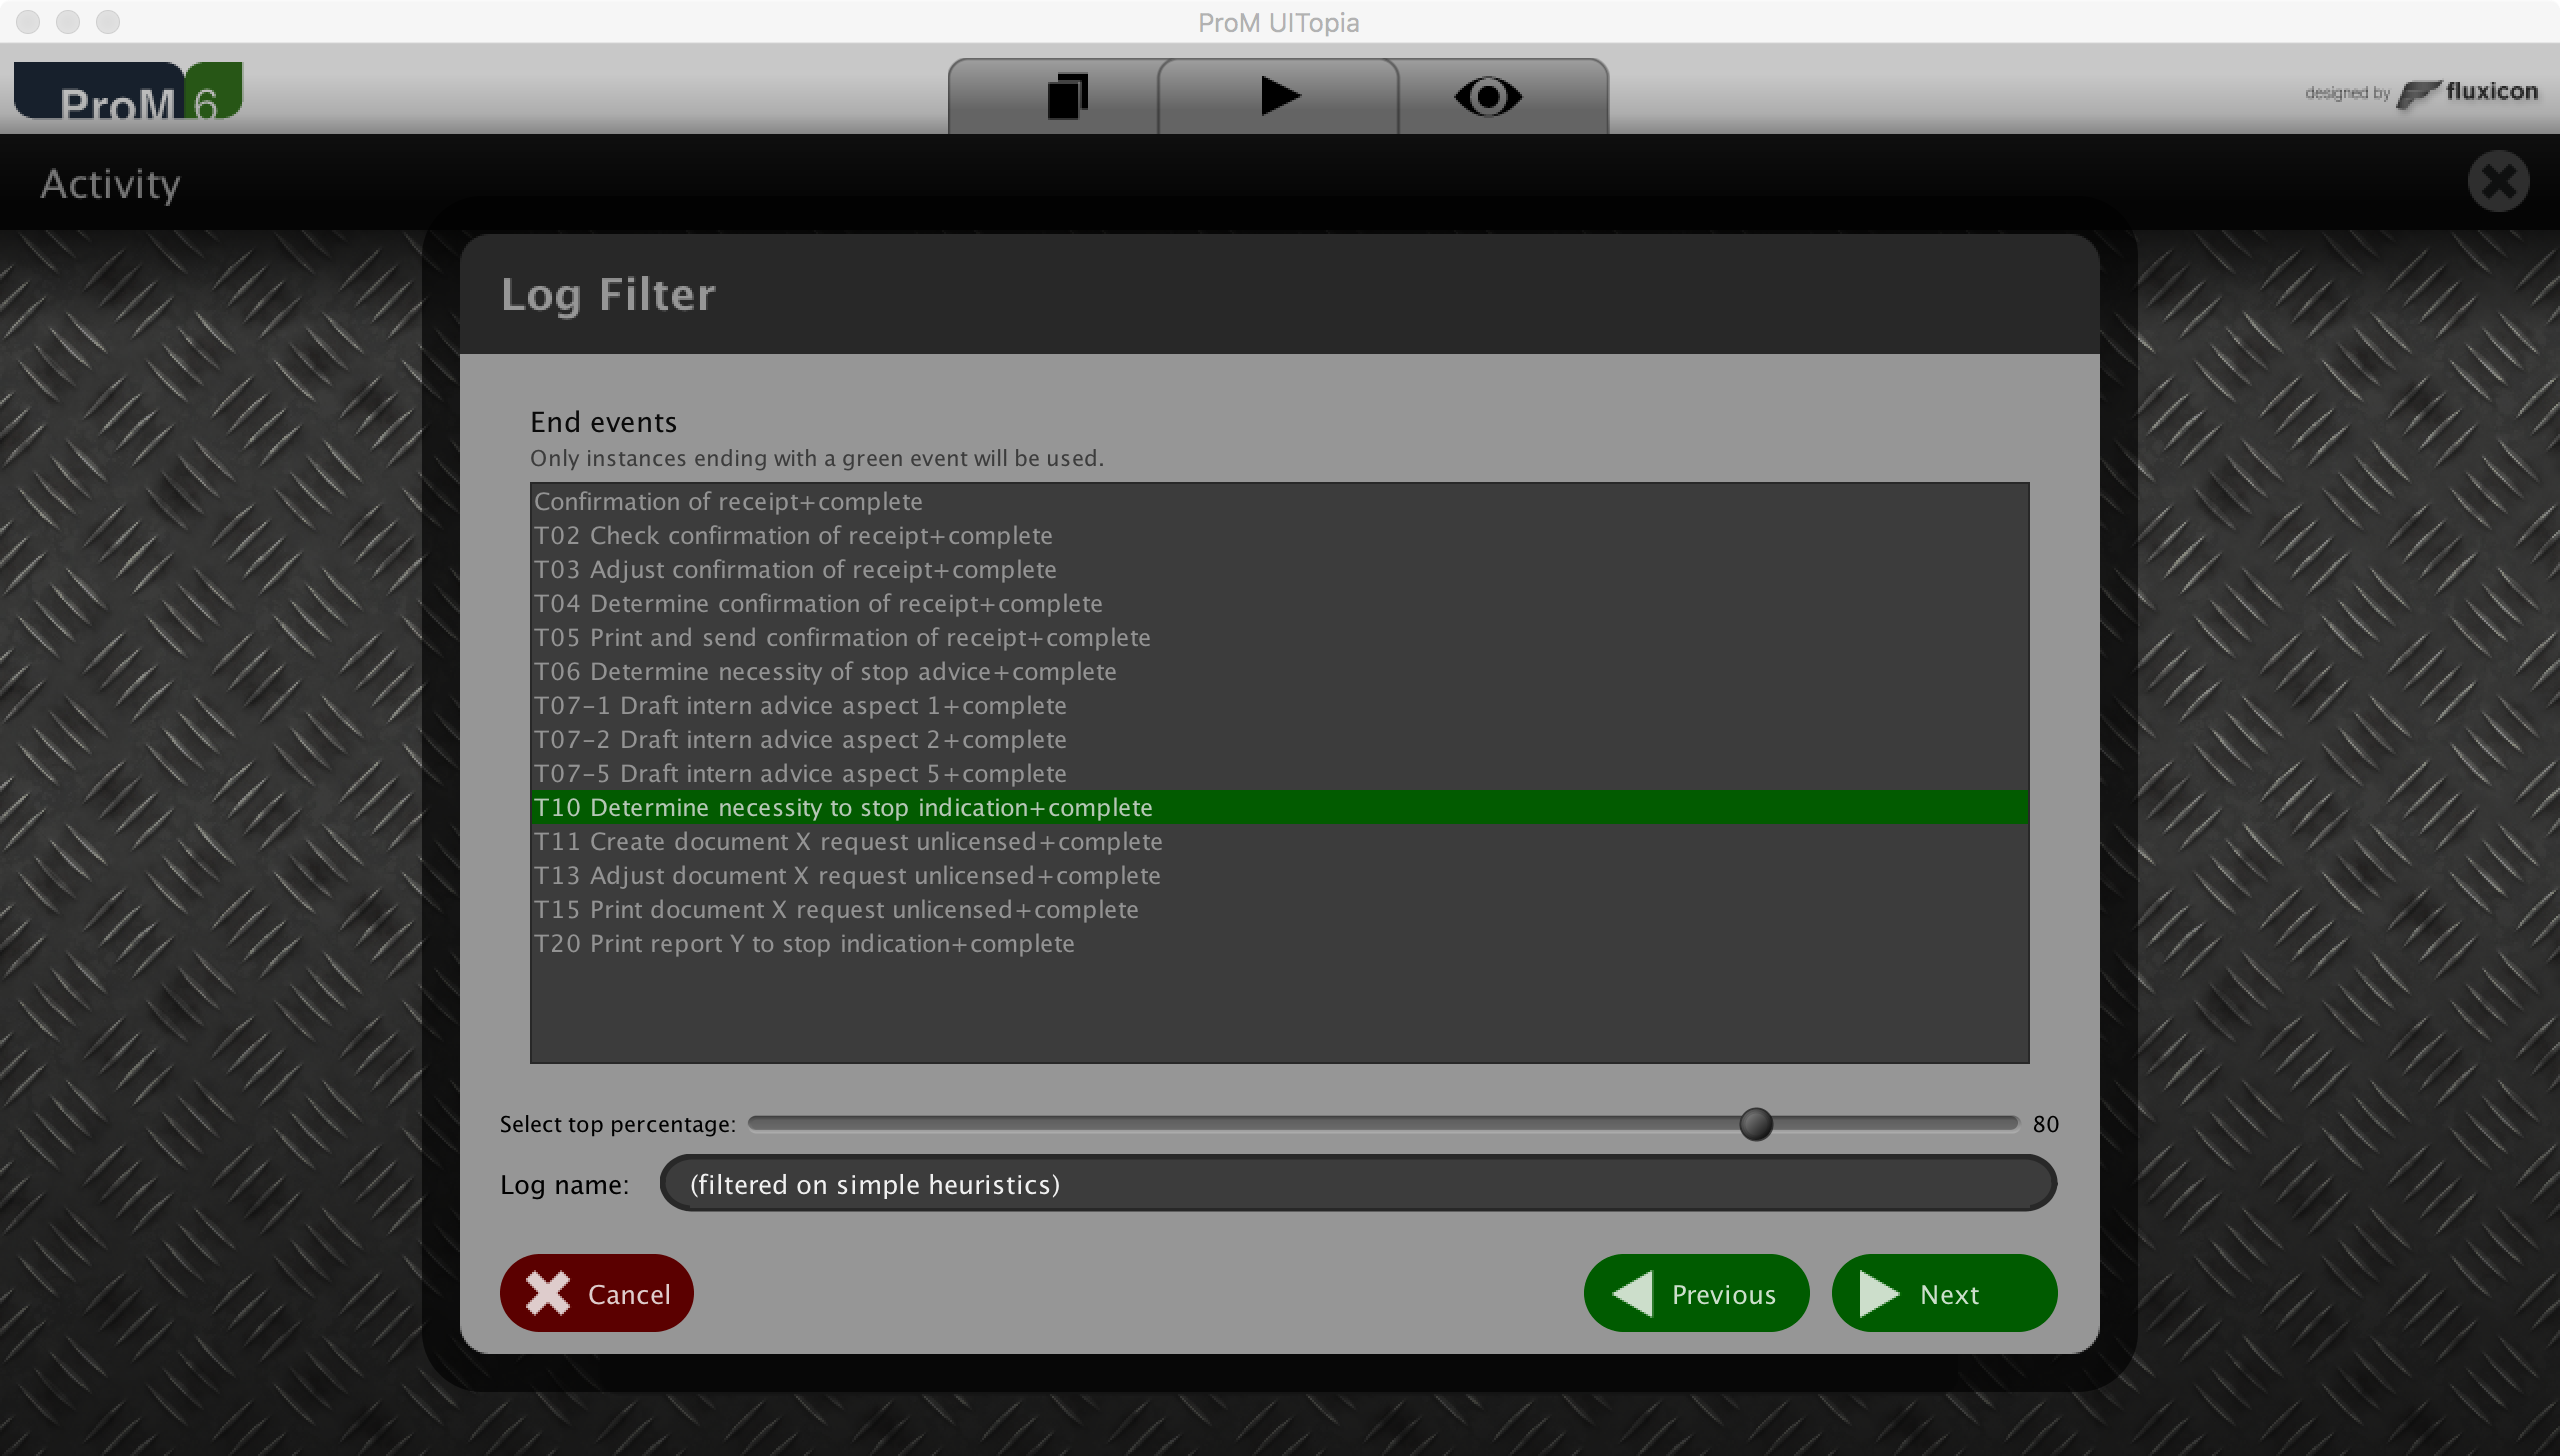 ProM UITopia
ProM 6
designed by fluxicon
Activity
Log Filter
End events
Only instances ending with a green event will be used.
Confirmation of receipt+complete
T02 Check confirmation of receipt+complete
T03 Adjust confirmation of receipt+complete
T04 Determine confirmation of receipt+complete
T05 Print and send confirmation of receipt+complete
T06 Determine necessity of stop advice+complete
T07-1 Draft intern advice aspect 1+complete
T07-2 Draft intern advice aspect 2+complete
T07-5 Draft intern advice aspect 5+complete
T10 Determine necessity to stop indication+complete
T11 Create document X request unlicensed+complete
T13 Adjust document X request unlicensed+complete
T15 Print document X request unlicensed+complete
T20 Print report Y to stop indication+complete
Select top percentage: 80
Log name: (filtered on simple heuristics)
Cancel Previous Next